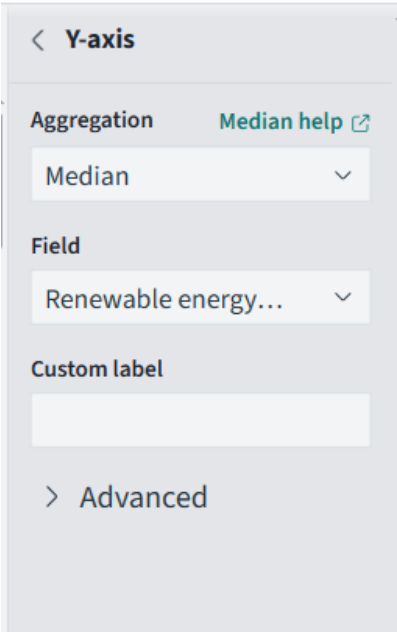 Y-axis
Aggregation Median help
Median
Field
Renewable energy...
Custom label
Advanced